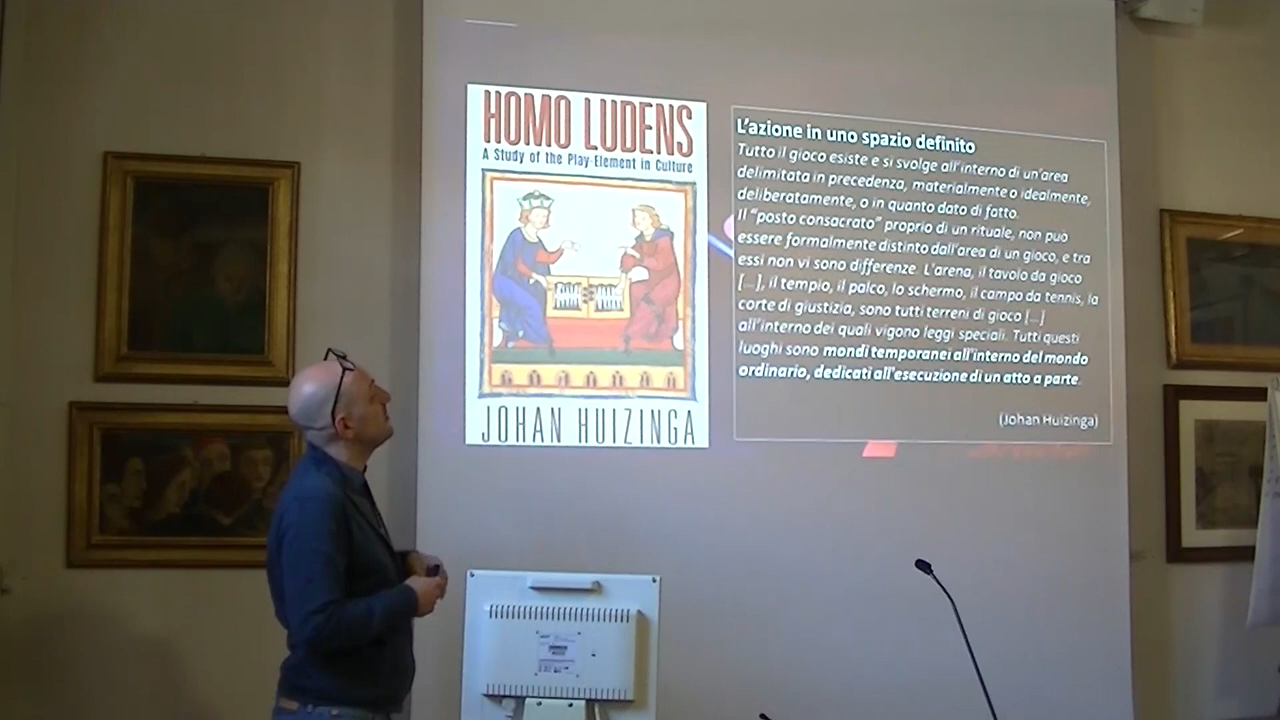 HOMO LUDENS
A Study of the Play-Element in Culture
JOHAN HUIZINGA
L'azione in uno spazio definito
Tutto il gioco esiste e si svolge all'interno di un'area
delimitata in precedenza, materialmente o idealmente,
deliberatamente, o in quanto dato di fatto.
Il "posto consacrato" proprio di un rituale, non può
essere formalmente distinto dall'area di un gioco, e tra
essi non vi sono differenze. L'arena, il tavolo da gioco
[...], il tempio, il palco, lo schermo, il campo da tennis, la
corte di giustizia, sono tutti terreni di gioco [...]
all'interno dei quali vigono leggi speciali. Tutti questi
luoghi sono mondi temporanei all'interno del mondo
ordinario, dedicati all'esecuzione di un atto a parte.
(Johan Huizinga)